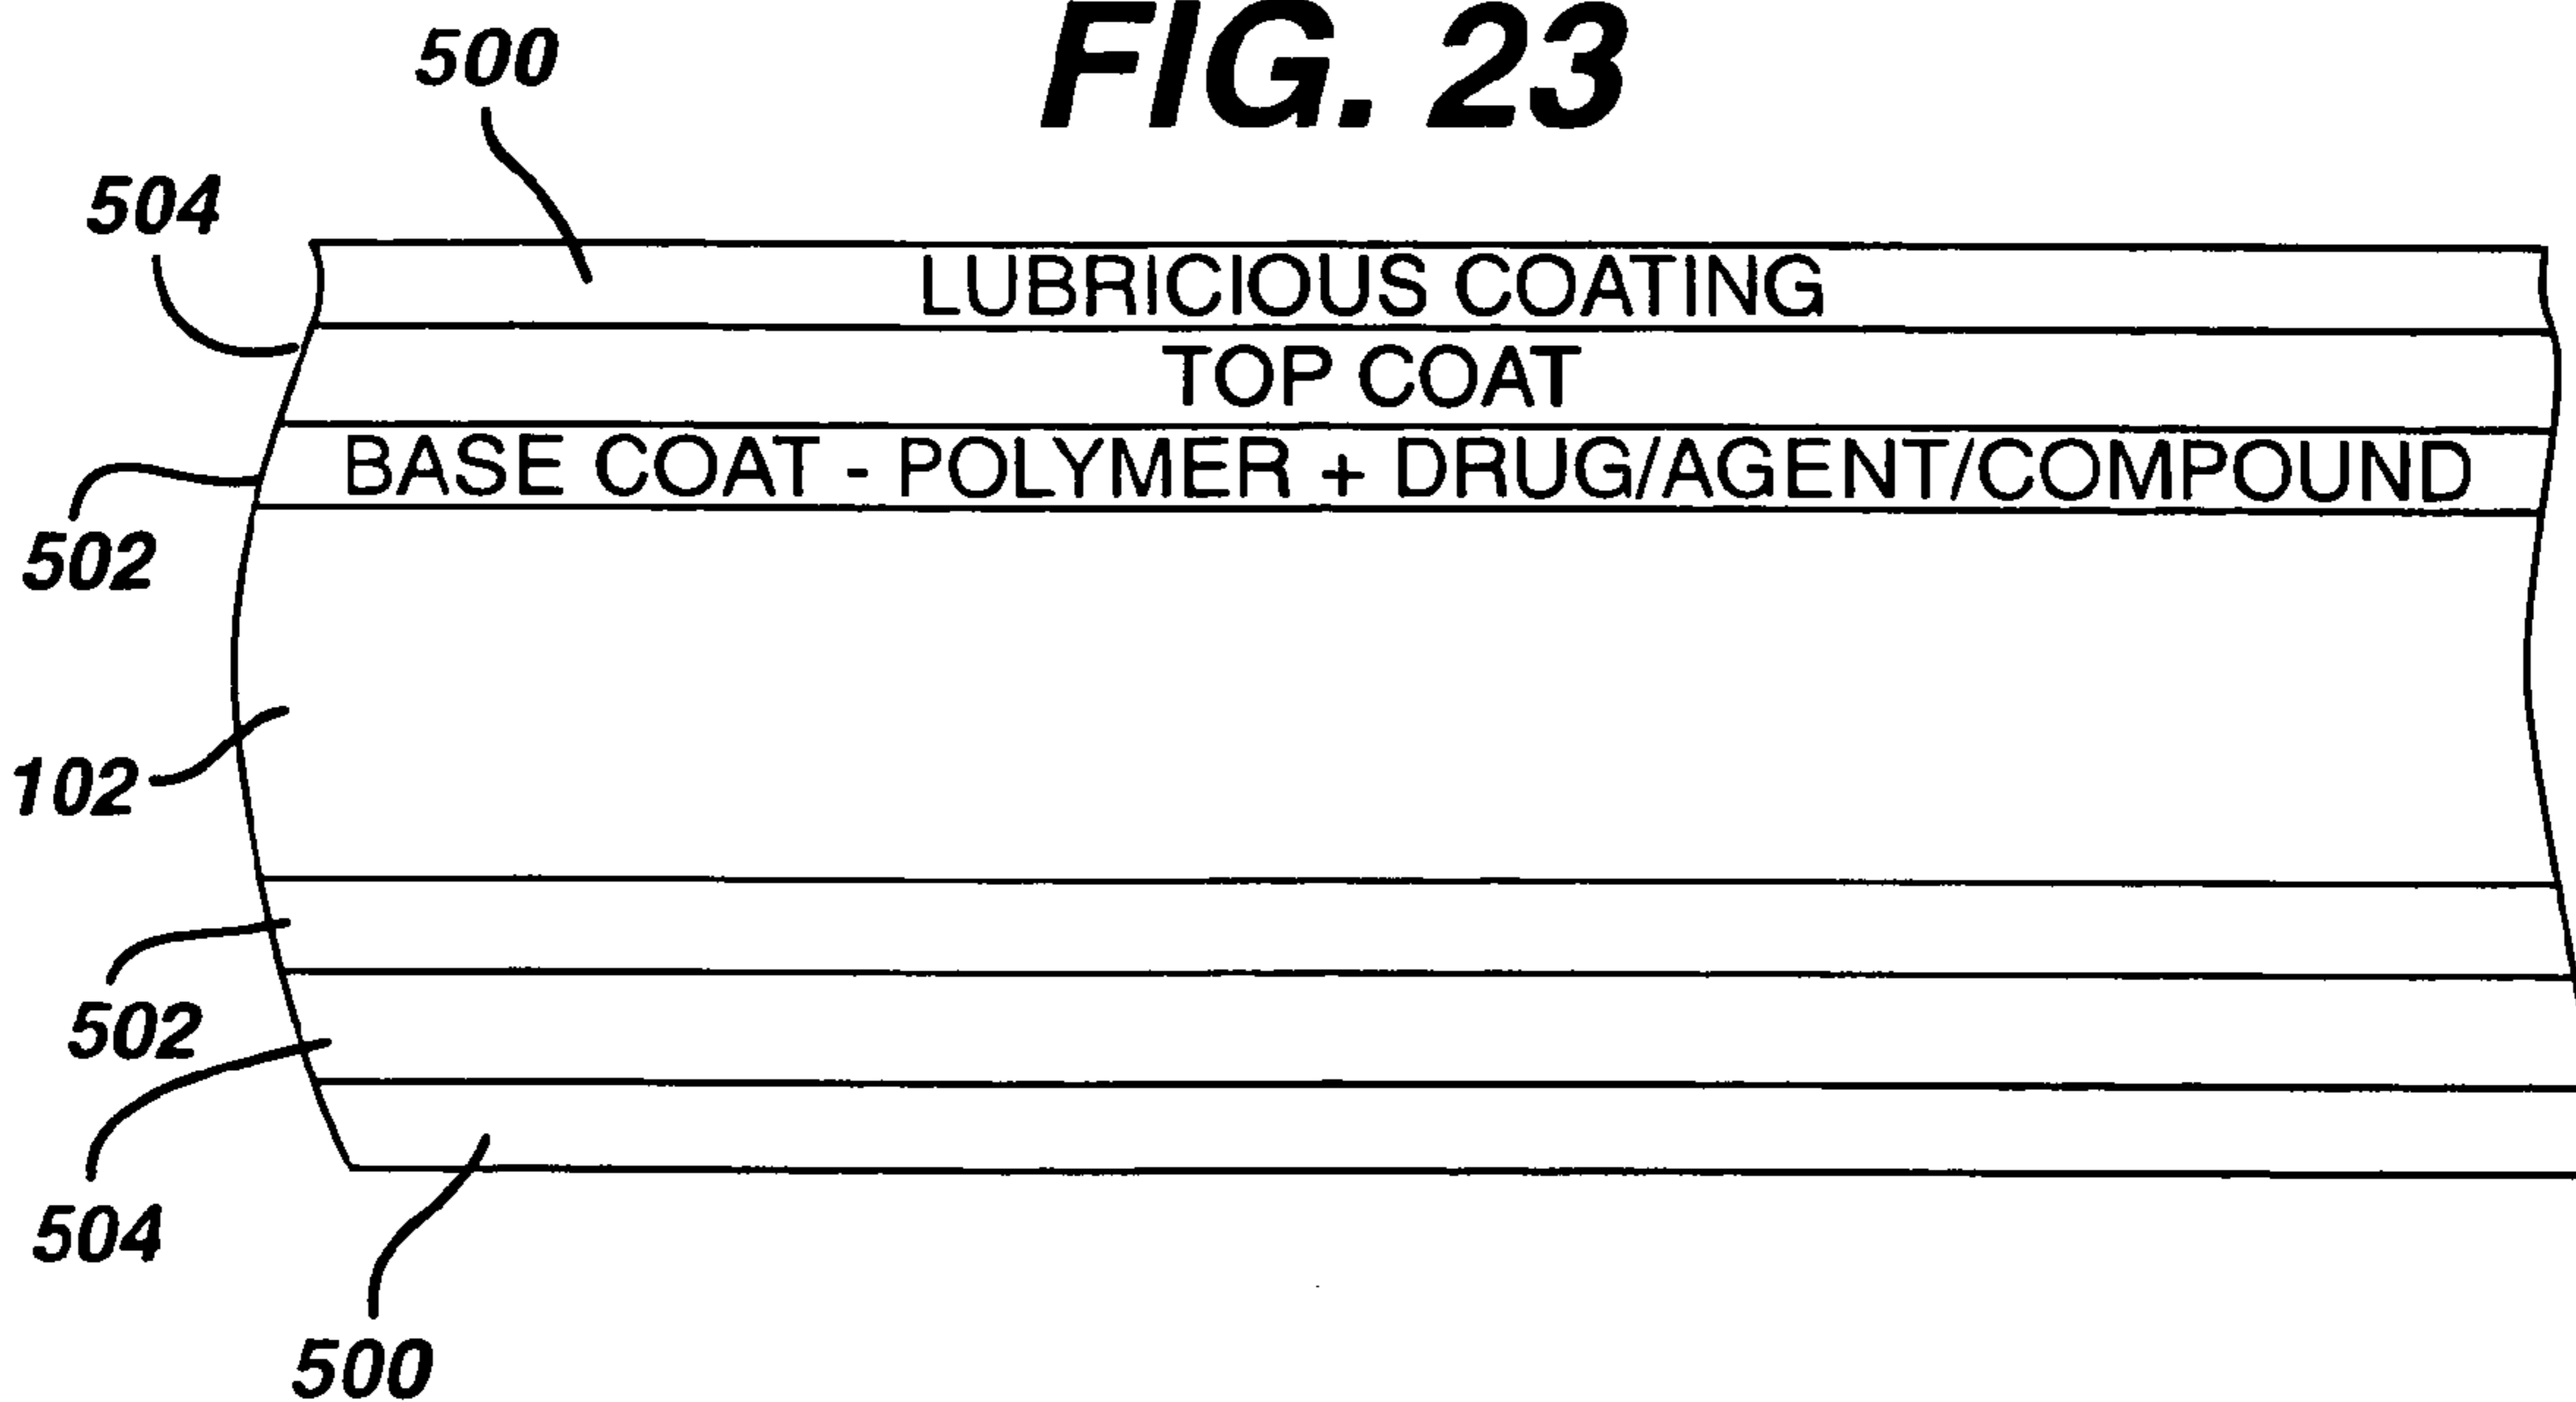 FIG. 23
500
504
LUBRICIOUS COATING
TOP COAT
BASE COAT - POLYMER + DRUG/AGENT/COMPOUND
502
102
502
504
500